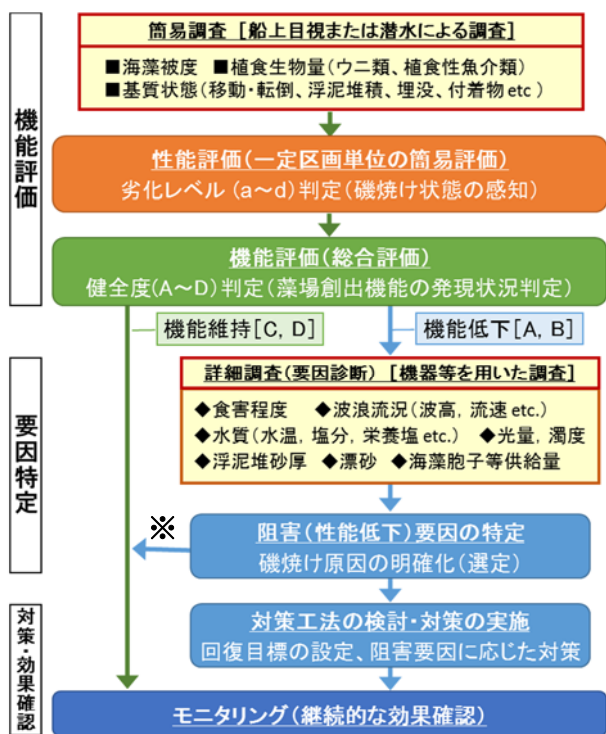 機能評価
簡易調査 [船上目視または潜水による調査]
■海藻被度 ■植食生物量(ウニ類、植食性魚介類)
■基質状態(移動・転倒、浮泥堆積、埋没、付着物etc)
性能評価(一定区画単位の簡易評価)
劣化レベル(a~d)判定(磯焼け状態の感知)
機能評価(総合評価)
健全度(A~D)判定(藻場創出機能の発現状況判定)
機能維持[C, D]
機能低下[A, B]
要因特定
詳細調査(要因診断) [機器等を用いた調査]
◆食害程度 ◆波浪流況(波高, 流速etc.)
◆水質(水温, 塩分, 栄養塩etc.) ◆光量, 濁度
◆浮泥堆砂厚 ◆漂砂 ◆海藻胞子等供給量
※
阻害(性能低下)要因の特定
磯焼け原因の明確化(選定)
対策・効果確認
対策工法の検討・対策の実施
回復目標の設定、阻害要因に応じた対策
モニタリング(継続的な効果確認)